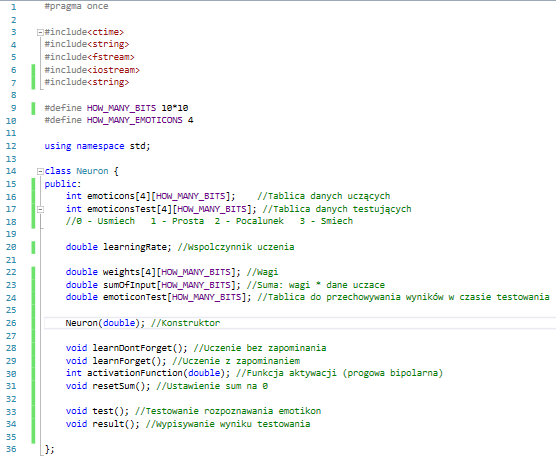 1 #pragma once
2
3 #include<ctime>
4 #include<string>
5 #include<fstream>
6 #include<iostream>
7 #include<string>
8
9 #define HOW_MANY_BITS 10*10
10 #define HOW_MANY_EMOTICONS 4
11
12 using namespace std;
13
14 class Neuron {
15 public:
16 int emoticons[4][HOW_MANY_BITS]; //Tablica danych uczących
17 int emoticonsTest[4][HOW_MANY_BITS]; //Tablica danych testujących
18 //0 - Usmiech 1 - Prosta 2 - Pocalunek 3 - Smiech
19
20 double learningRate; //Wspolczynnik uczenia
21
22 double weights[4][HOW_MANY_BITS]; //Wagi
23 double sumOfInput[HOW_MANY_BITS]; //Suma: wagi * dane uczace
24 double emoticonTest[HOW_MANY_BITS]; //Tablica do przechowywania wyników w czasie testowania
25
26 Neuron(double); //Konstruktor
27
28 void learnDontForget(); //Uczenie bez zapominania
29 void learnForget(); //Uczenie z zapominaniem
30 int activationFunction(double); //Funkcja aktywacji (progowa bipolarna)
31 void resetSum(); //Ustawienie sum na 0
32
33 void test(); //Testowanie rozpoznawania emotikon
34 void result(); //Wypisywanie wyniku testowania
35
36 };